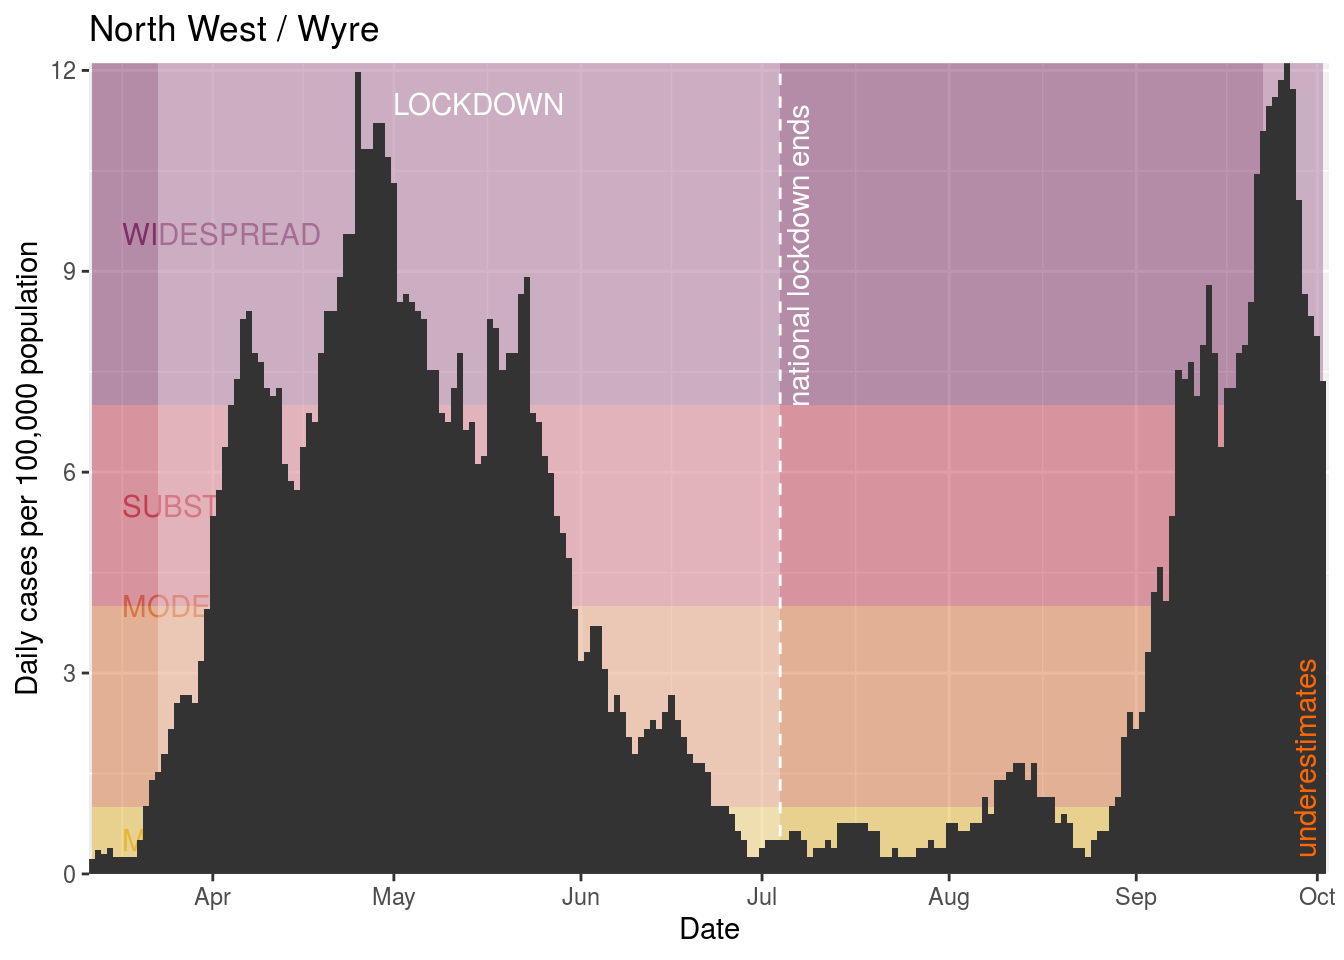 North West / Wyre
12
9
6
3
0
Daily cases per 100,000 population
LOCKDOWN
WIDESPREAD
SUBST
MODE
M
national lockdown ends
underestimates
Apr
May
Jun
Jul
Aug
Sep
Oct
Date